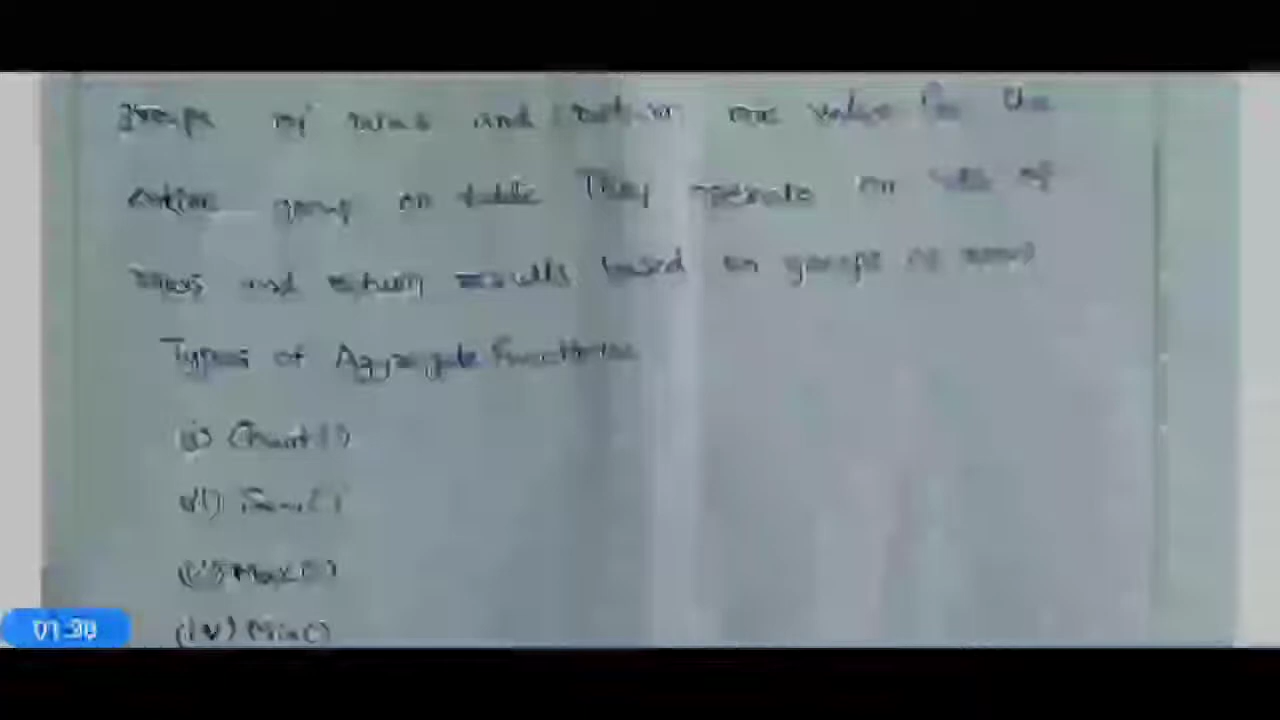 groups of rows and return one value for the
entire group or table They operate on sets of
rows and return results based on groups of rows
Types of Aggregate Functions
(i) Count()
(ii) Sum()
(iii) Max()
(iv) Min()
01:30